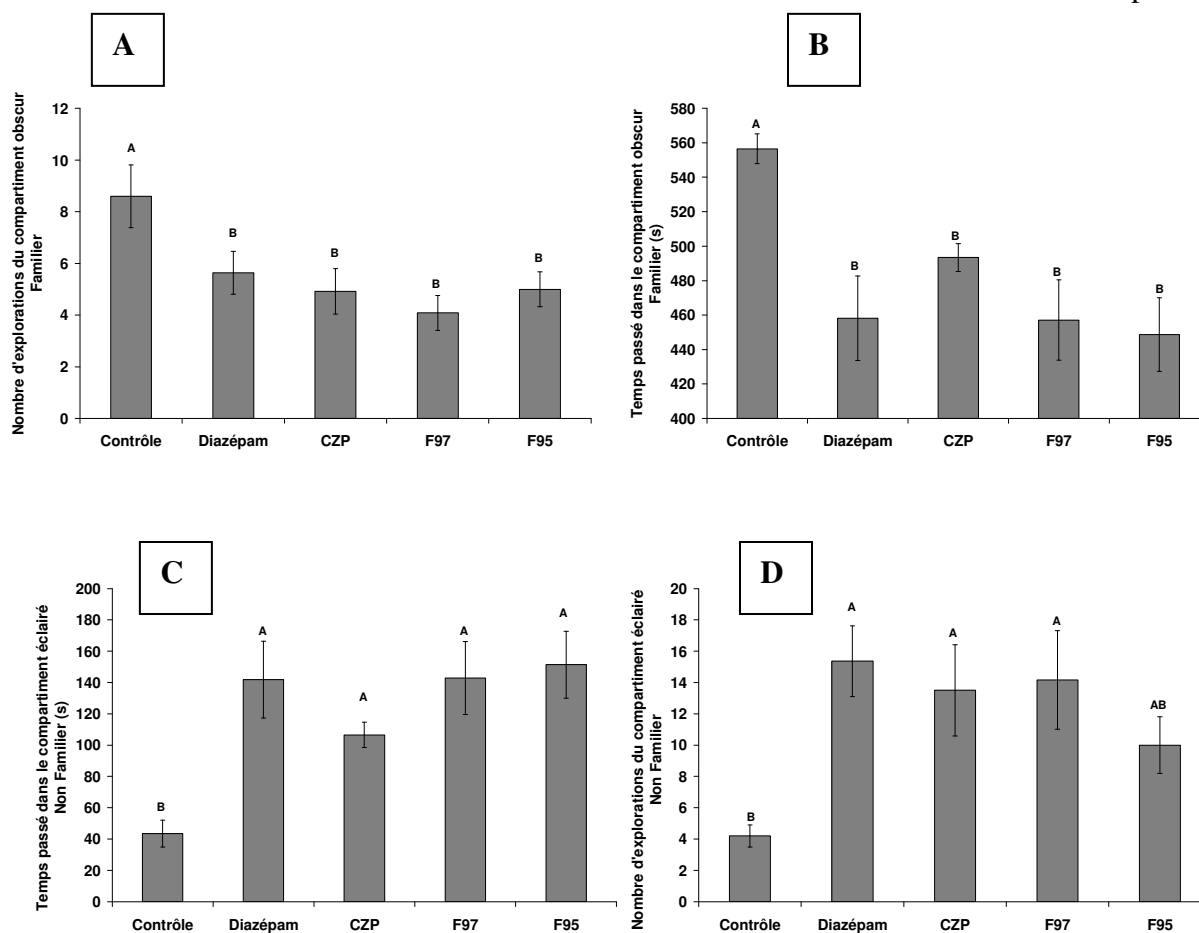 A
Nombre d'explorations du compartiment obscur
Familier
12
10
8
6
4
2
0
A
B
B
B
B
Contrôle Diazépam CZP F97 F95
B
Temps passé dans le compartiment obscur
Familier (s)
580
560
540
520
500
480
460
440
420
400
A
B
B
B
B
Contrôle Diazépam CZP F97 F95
C
Temps passé dans le compartiment éclairé
Non Familier (s)
200
180
160
140
120
100
80
60
40
20
0
B
A
A
A
A
Contrôle Diazépam CZP F97 F95
D
Nombre d'explorations du compartiment éclairé
Non Familier
20
18
16
14
12
10
8
6
4
2
0
B
A
A
A
AB
Contrôle Diazépam CZP F97 F95